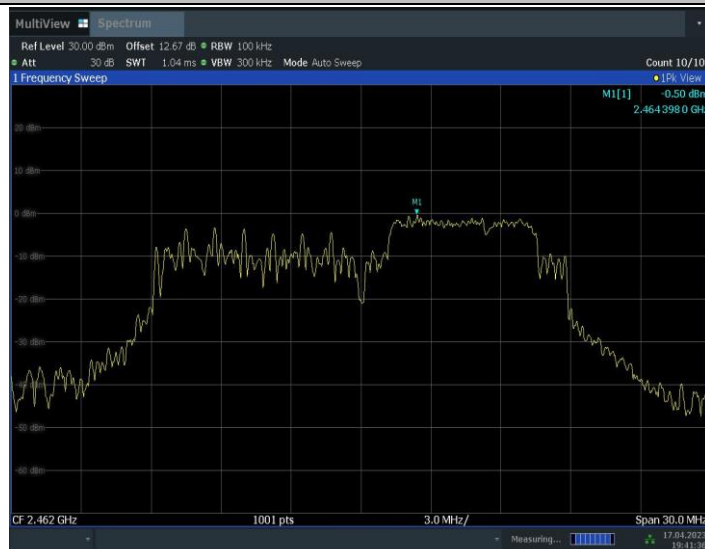 MultiView Spectrum
Ref Level 30.00 dBm Offset 12.67 dB RBW 100 kHz
Att 30 dB SWT 1.04 ms VBW 300 kHz Mode Auto Sweep Count 10/10
1 Frequency Sweep 1Pk View
M1[1] -0.50 dBm
2.4643980 GHz
20 dBm
10 dBm
M1
0 dBm
-10 dBm
-20 dBm
-30 dBm
-50 dBm
-60 dBm
CF 2.462 GHz 1001 pts 3.0 MHz/ Span 30.0 MHz
Measuring... 17.04.2023
19:41:36